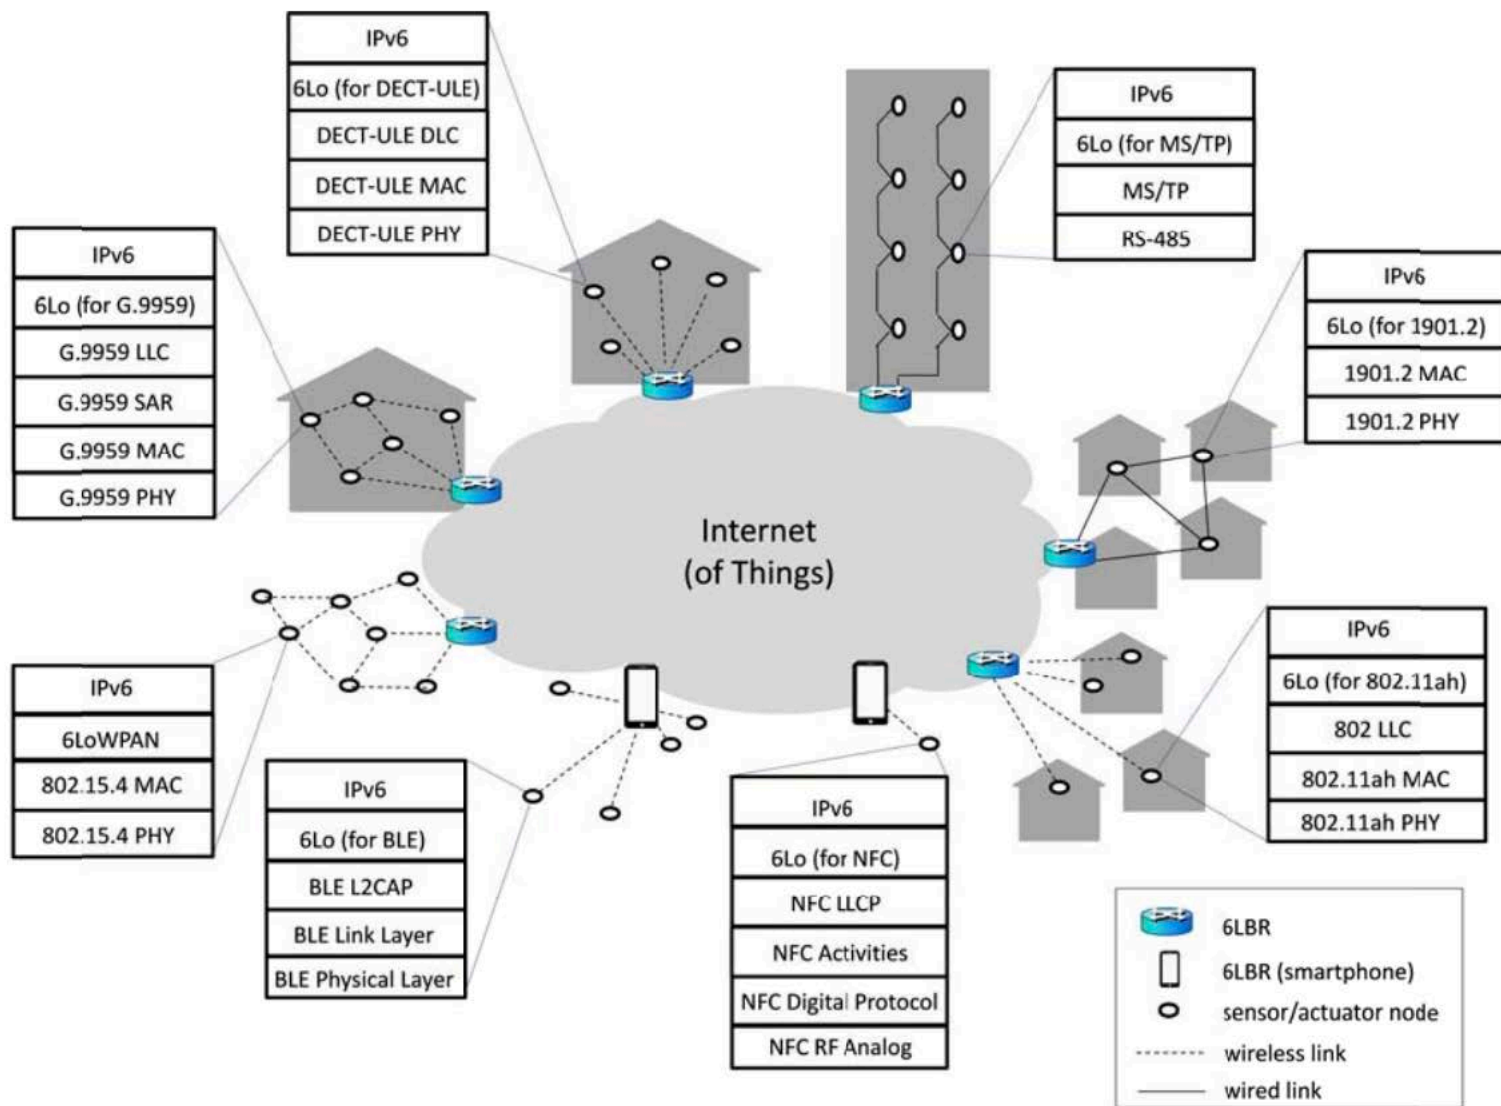 IPv6
6Lo (for DECT-ULE)
DECT-ULE DLC
DECT-ULE MAC
DECT-ULE PHY
IPv6
6Lo (for MS/TP)
MS/TP
RS-485
IPv6
6Lo (for G.9959)
G.9959 LLC
G.9959 SAR
G.9959 MAC
G.9959 PHY
IPv6
6Lo (for 1901.2)
1901.2 MAC
1901.2 PHY
Internet
(of Things)
IPv6
6LoWPAN
802.15.4 MAC
802.15.4 PHY
IPv6
6Lo (for BLE)
BLE L2CAP
BLE Link Layer
BLE Physical Layer
IPv6
6Lo (for NFC)
NFC LLCP
NFC Activities
NFC Digital Protocol
NFC RF Analog
IPv6
6Lo (for 802.11ah)
802 LLC
802.11ah MAC
802.11ah PHY
6LBR
6LBR (smartphone)
sensor/actuator node
wireless link
wired link